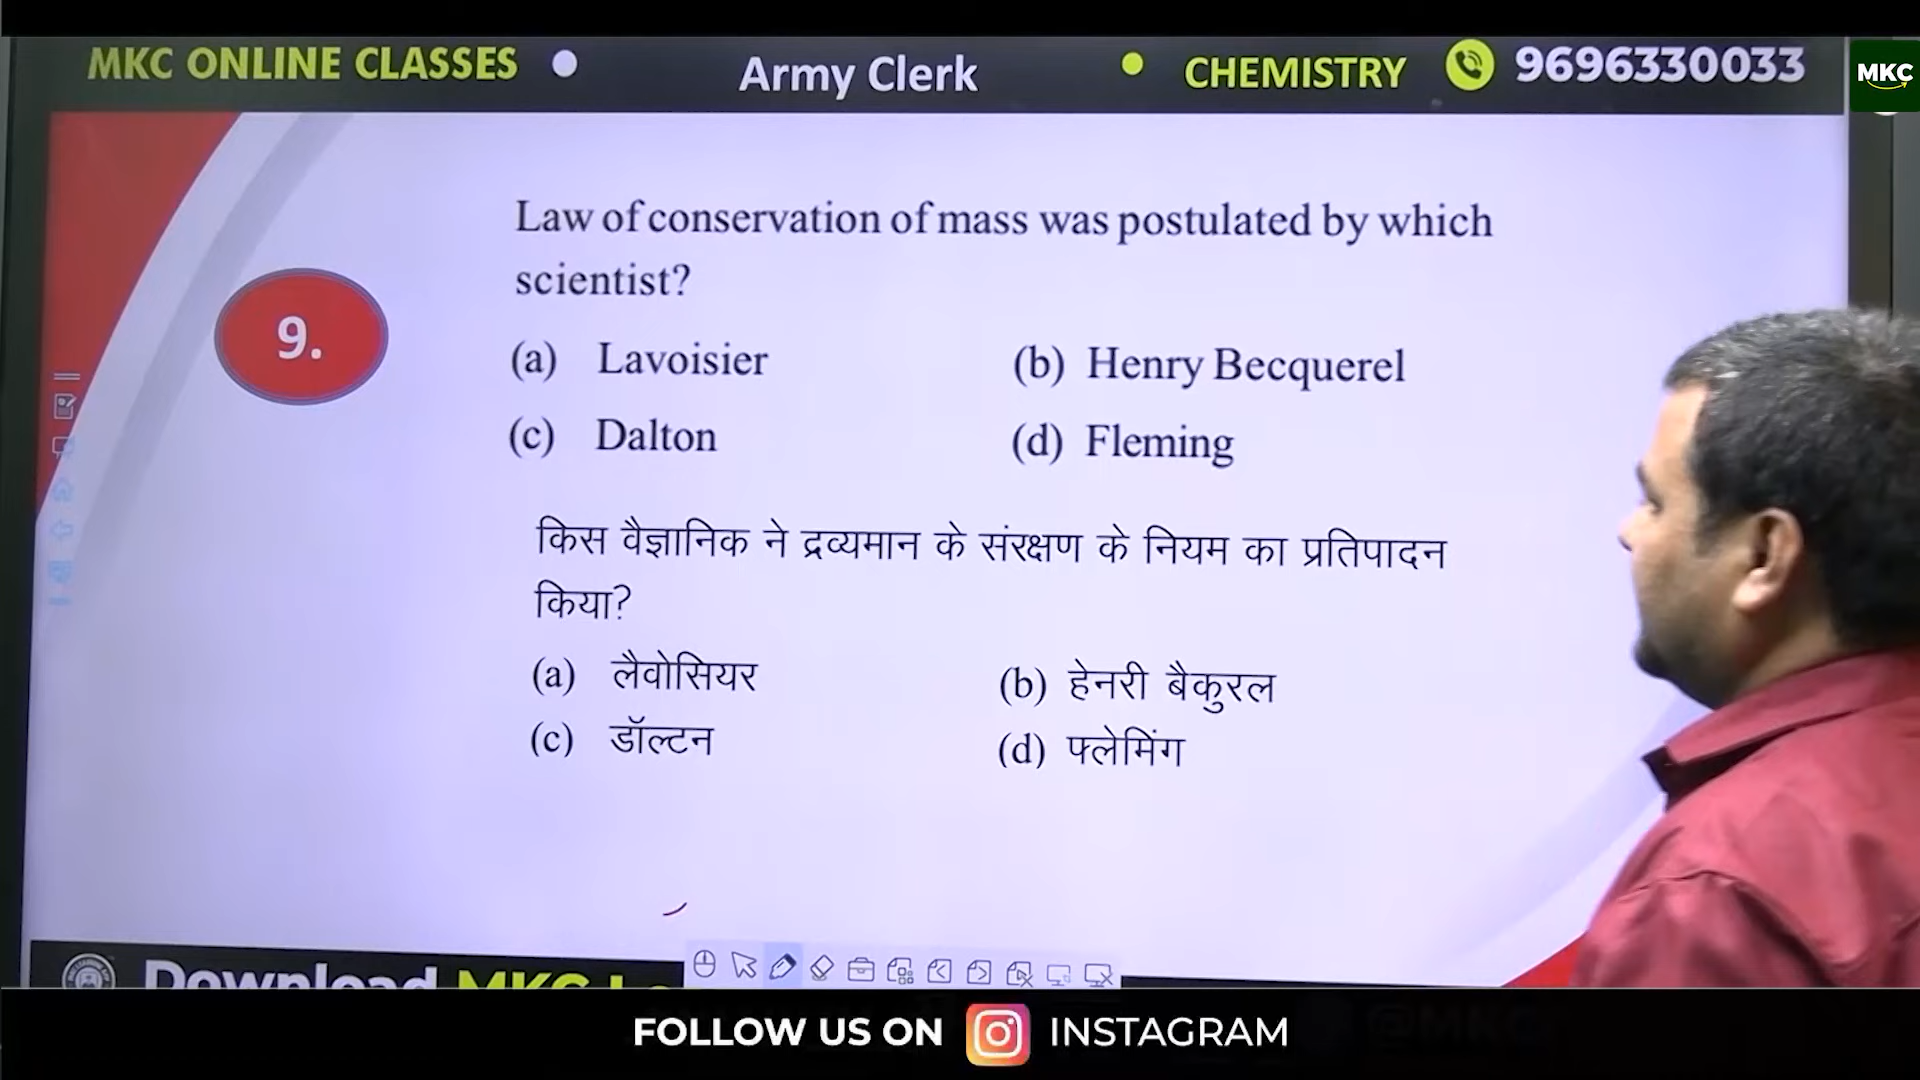 MKC ONLINE CLASSES
Army Clerk
CHEMISTRY
9696330033
MKC
9.
Law of conservation of mass was postulated by which
scientist?
(a) Lavoisier (b) Henry Becquerel
(c) Dalton (d) Fleming
किस वैज्ञानिक ने द्रव्यमान के संरक्षण के नियम का प्रतिपादन
किया?
(a) लैवोसियर (b) हेनरी बैकुरल
(c) डॉल्टन (d) फ्लेमिंग
Download MKC
FOLLOW US ON INSTAGRAM